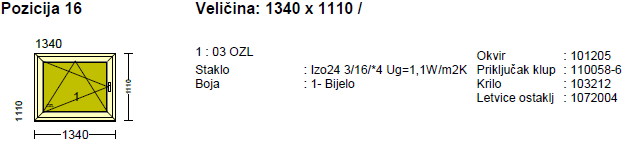 Pozicija 16
Veličina: 1340 x 1110 /
1340
1
1110
1110
1340
1 : 03 OZL
Staklo : Izo24 3/16/*4 Ug=1,1W/m2K
Boja : 1- Bijelo
Okvir : 101205
Priključak klup : 110058-6
Krilo : 103212
Letvice ostaklj : 1072004